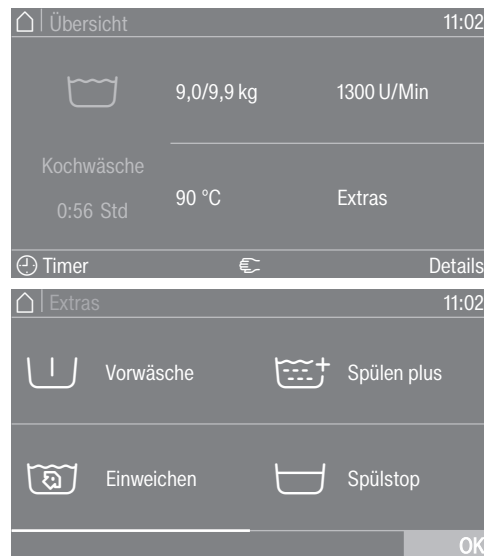 Übersicht 11:02
9,0/9,9 kg 1300 U/Min
Kochwäsche
0:56 Std
90 °C Extras
Timer Details
Extras 11:02
Vorwäsche Spülen plus
Einweichen Spülstop
OK